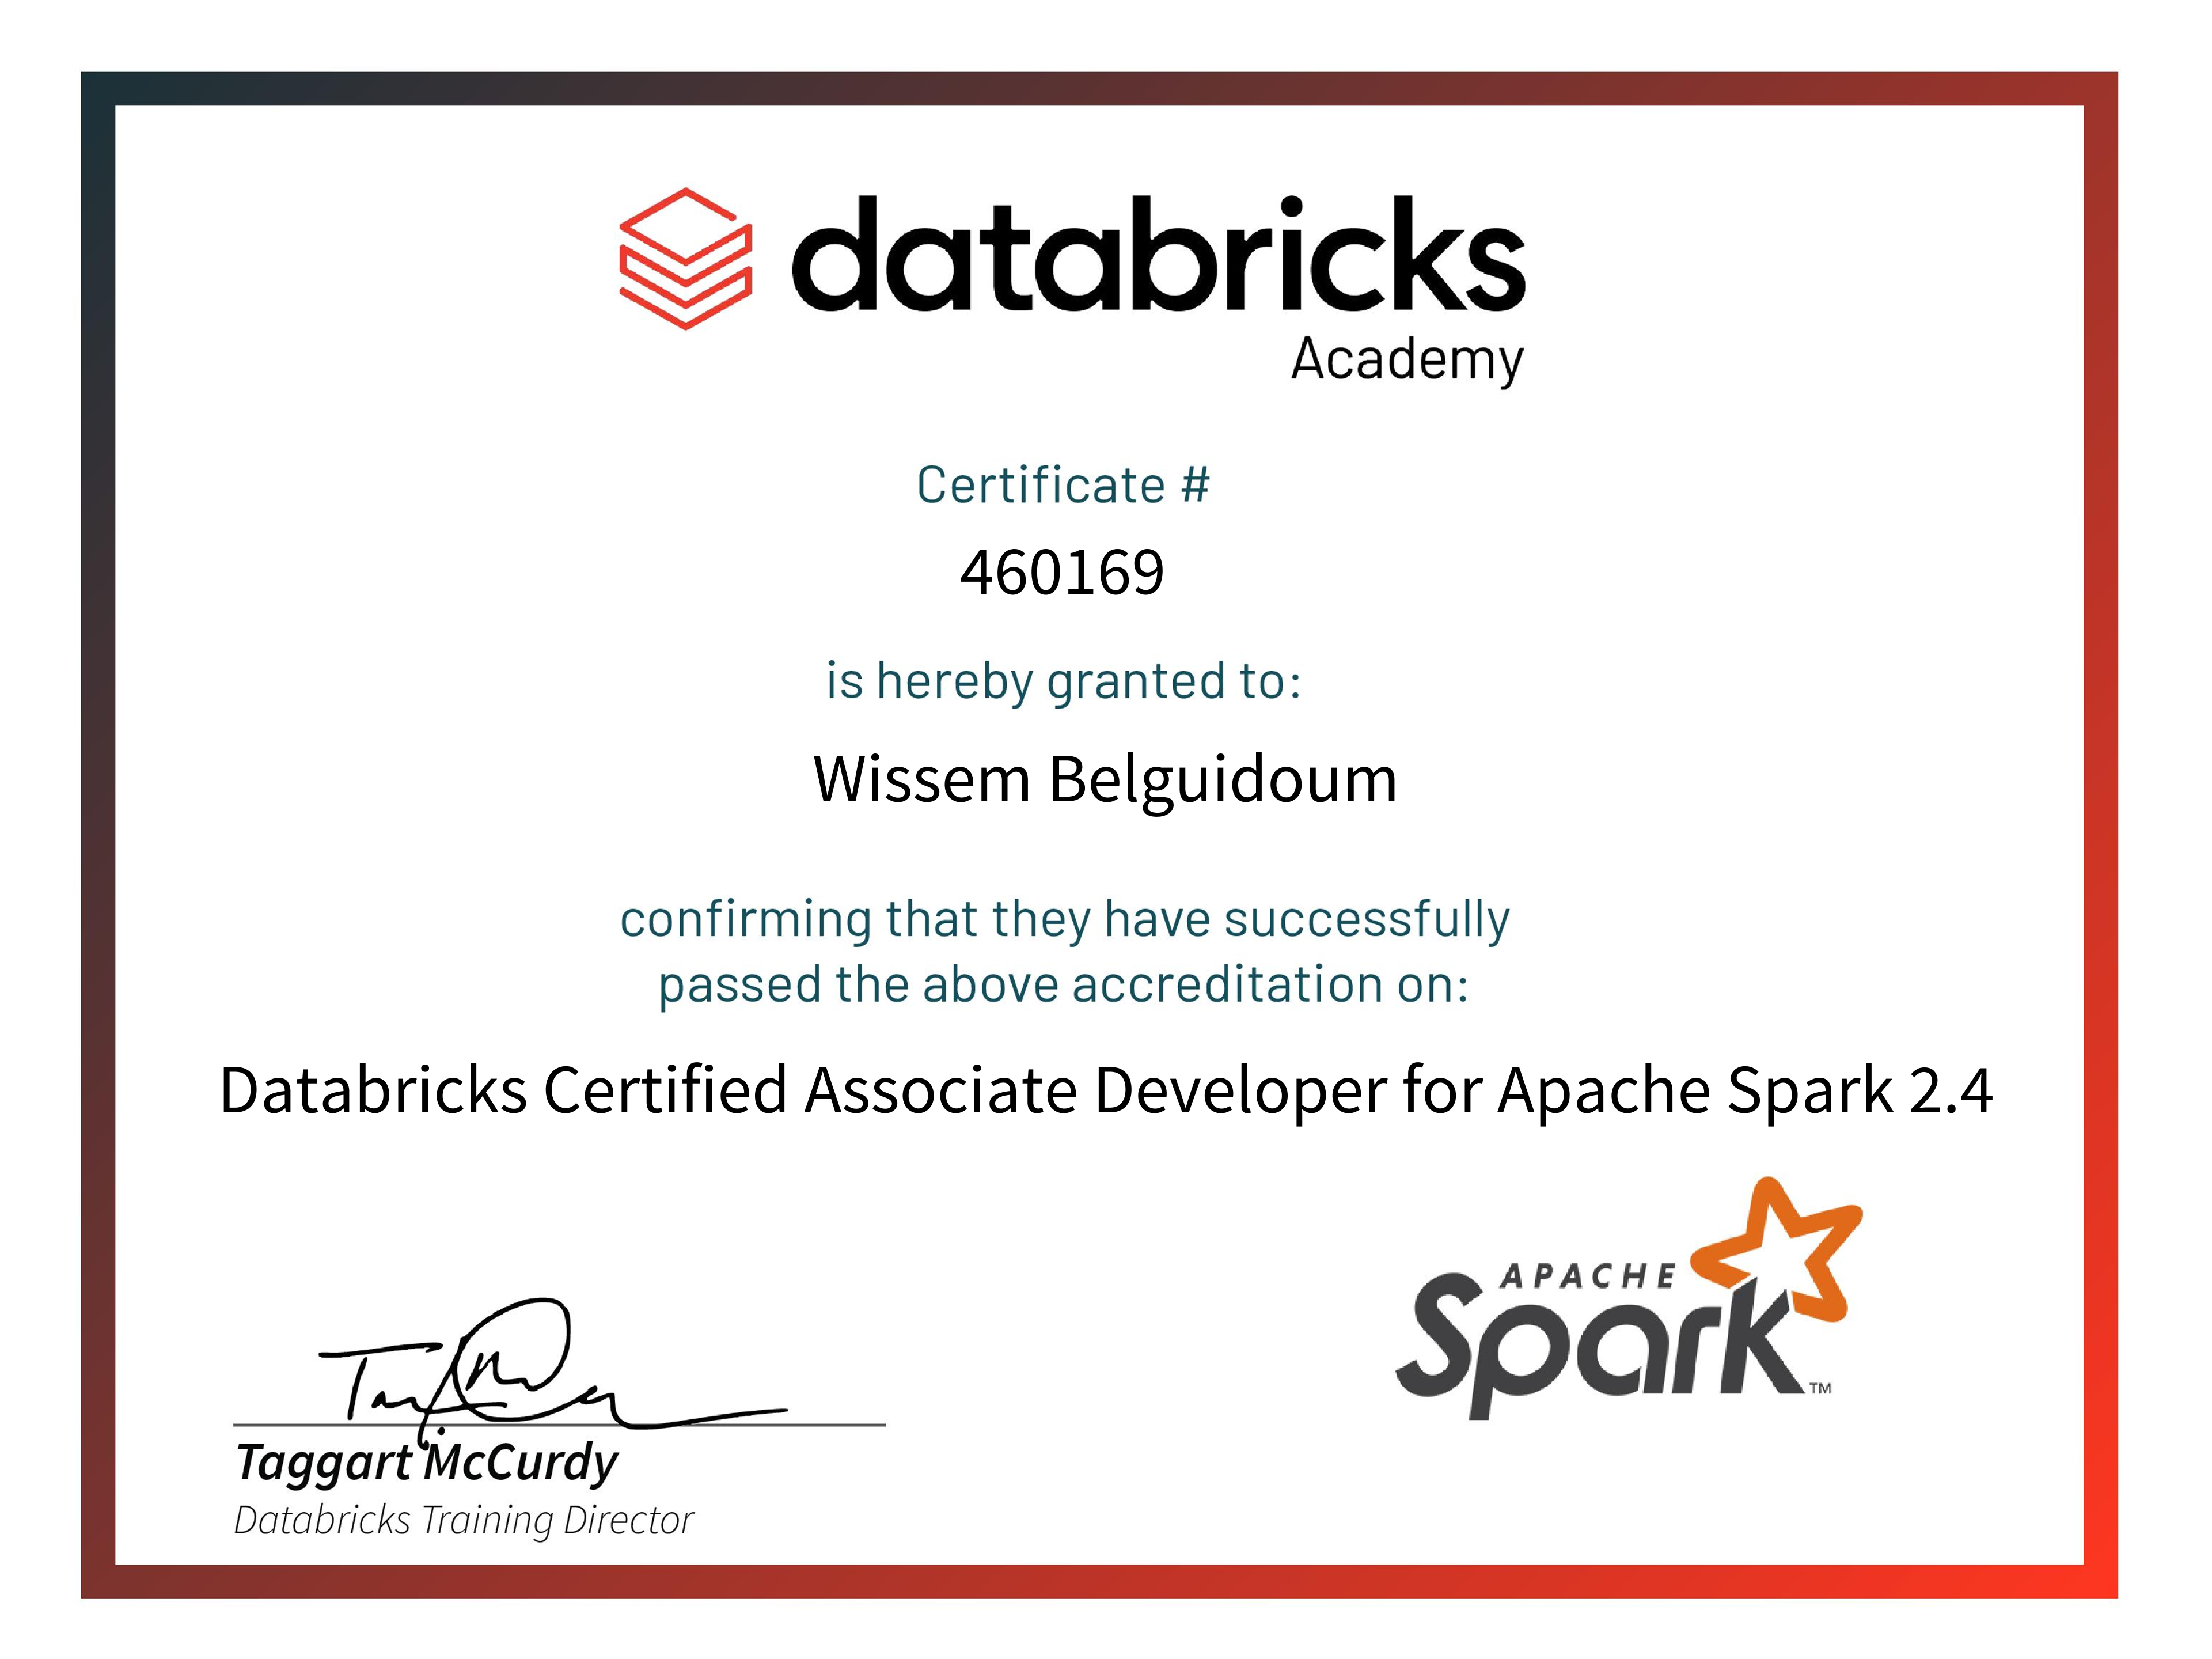 databricks
Academy
Certificate #
460169
is hereby granted to:
Wissem Belguidoum
confirming that they have successfully
passed the above accreditation on:
Databricks Certified Associate Developer for Apache Spark 2.4
APACHE
Spark™
Taggart McCurdy
Databricks Training Director